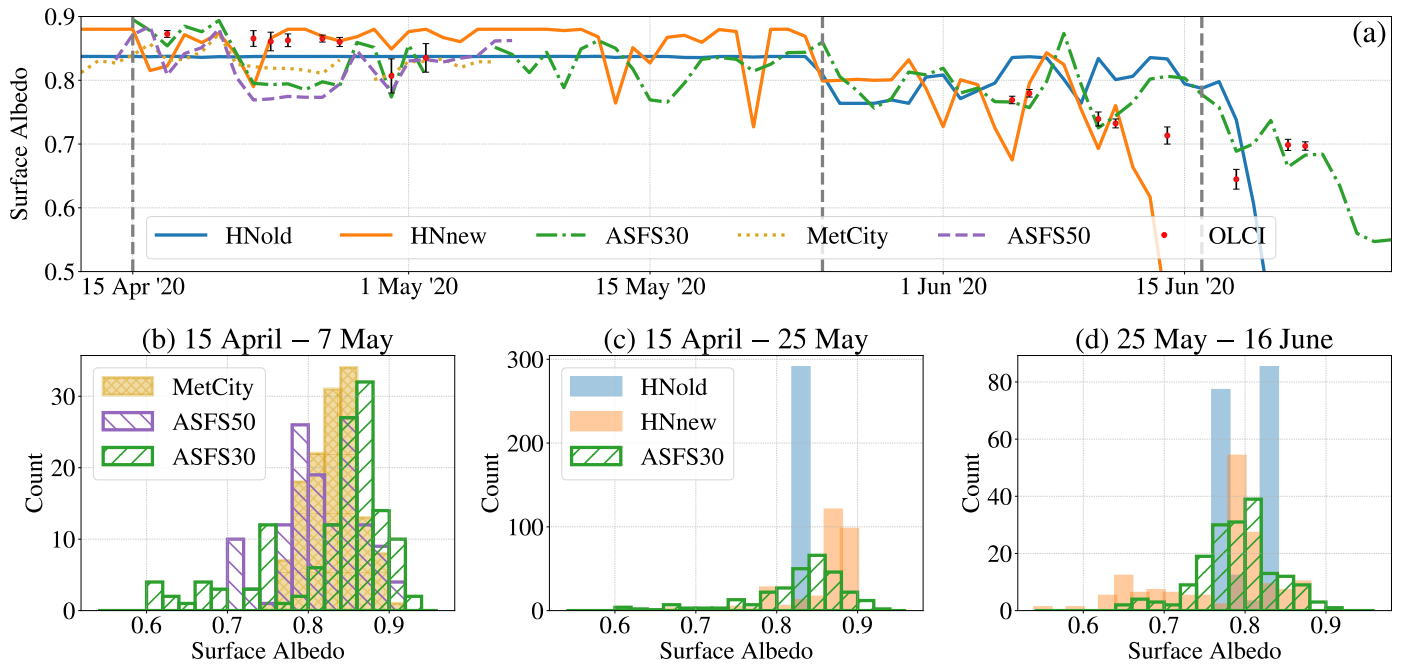 (a)
Surface Albedo
0.9
0.8
0.7
0.6
0.5
HNold HNnew ASFS30 MetCity ASFS50 OLCI
15 Apr '20 1 May '20 15 May '20 1 Jun '20 15 Jun '20
(b) 15 April − 7 May
Count
30
20
10
0
MetCity
ASFS50
ASFS30
0.6 0.7 0.8 0.9
Surface Albedo
(c) 15 April − 25 May
Count
300
200
100
0
HNold
HNnew
ASFS30
0.6 0.7 0.8 0.9
Surface Albedo
(d) 25 May − 16 June
Count
80
60
40
20
0
0.6 0.7 0.8 0.9
Surface Albedo